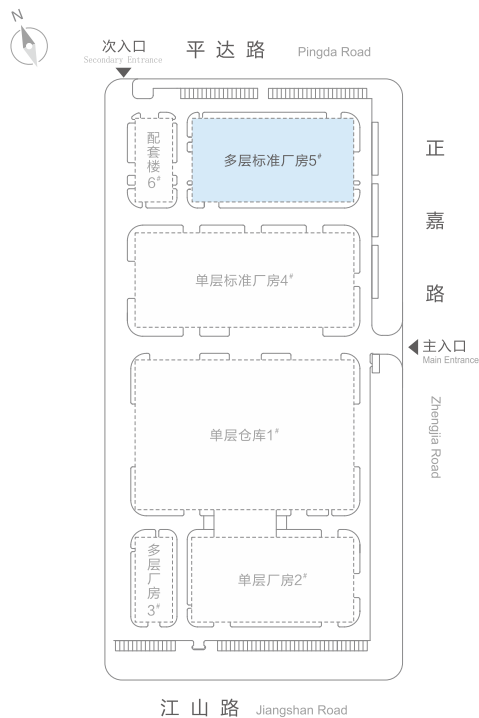 N
次入口
Secondary Entrance
平达路 Pingda Road
配套楼6#
多层标准厂房5#
正嘉路
单层标准厂房4#
主入口
Main Entrance
Zhengjia Road
单层仓库1#
多层厂房3#
单层厂房2#
江山路 Jiangshan Road